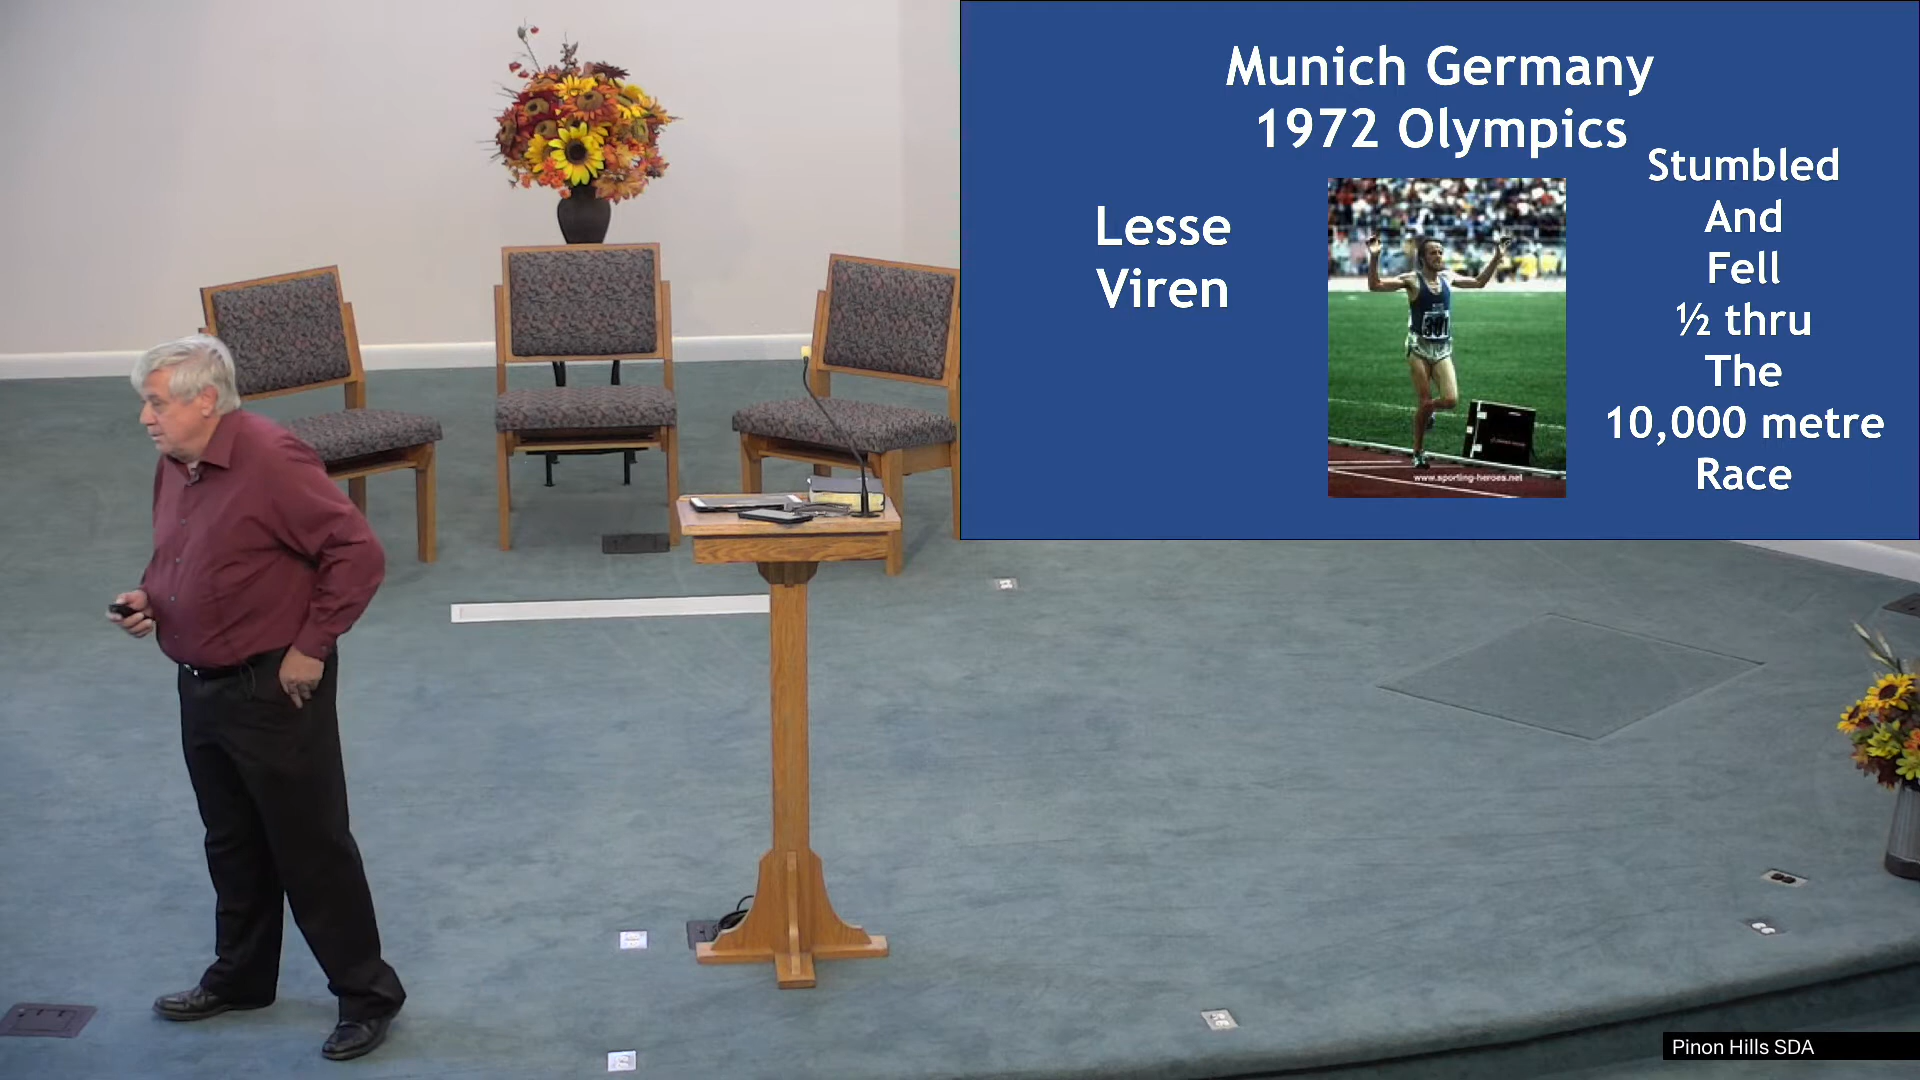 Munich Germany
1972 Olympics
Lesse
Viren
Stumbled
And
Fell
½ thru
The
10,000 metre
Race
301
www.sporting-heroes.net
Pinon Hills SDA